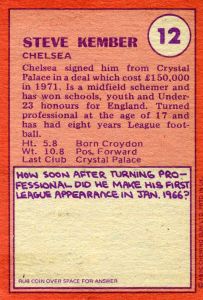 STEVE KEMBER
12
CHELSEA
Chelsea signed him from Crystal
Palace in a deal which cost £150,000
in 1971. Is a midfield schemer and
has won schools, youth and Under-
23 honours for England. Turned
professional at the age of 17 and
has had eight years League foot-
ball.
Ht. 5.8 Born Croydon
Wt. 10.8 Pos. Forward
Last Club Crystal Palace
HOW SOON AFTER TURNING PRO-
FESSIONAL DID HE MAKE HIS FIRST
LEAGUE APPEARANCE IN JAN. 1966?
RUB COIN OVER SPACE FOR ANSWER